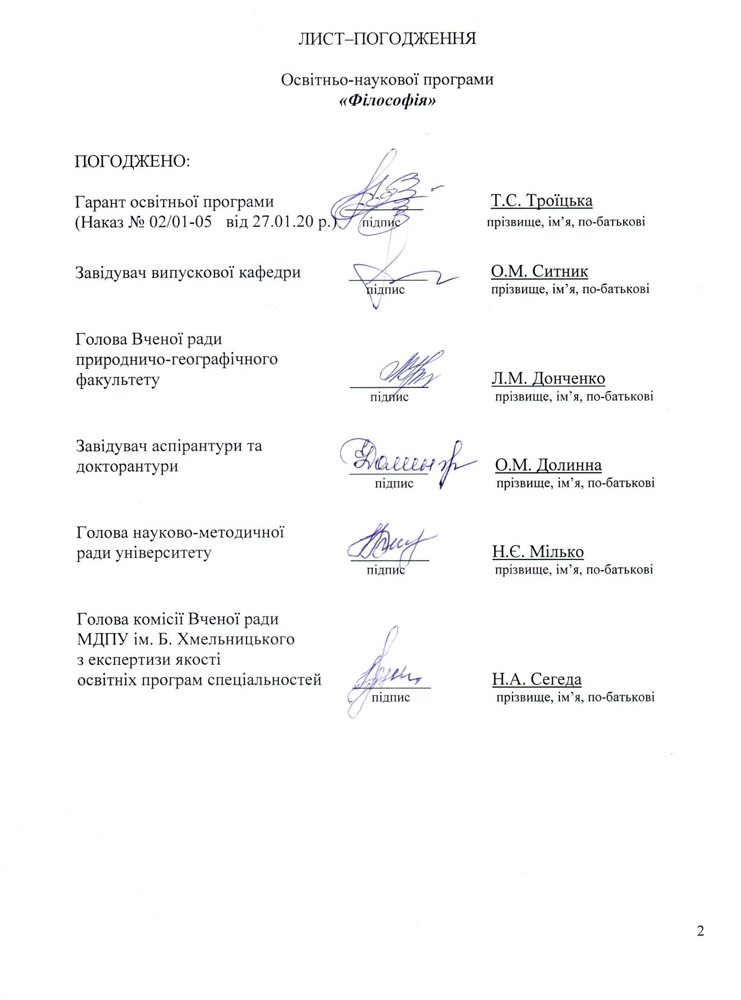 ЛИСТ–ПОГОДЖЕННЯ
Освітньо-наукової програми
«Філософія»
ПОГОДЖЕНО:
Гарант освітньої програми Т.С. Троїцька
(Наказ № 02/01-05 від 27.01.20 р.) підпис прізвище, ім’я, по-батькові
Завідувач випускової кафедри О.М. Ситник
підпис прізвище, ім’я, по-батькові
Голова Вченої ради
природничо-географічного
факультету Л.М. Донченко
підпис прізвище, ім’я, по-батькові
Завідувач аспірантури та
докторантури О.М. Долинна
підпис прізвище, ім’я, по-батькові
Голова науково-методичної
ради університету Н.Є. Мілько
підпис прізвище, ім’я, по-батькові
Голова комісії Вченої ради
МДПУ ім. Б. Хмельницького
з експертизи якості
освітніх програм спеціальностей Н.А. Сегеда
підпис прізвище, ім’я, по-батькові
2